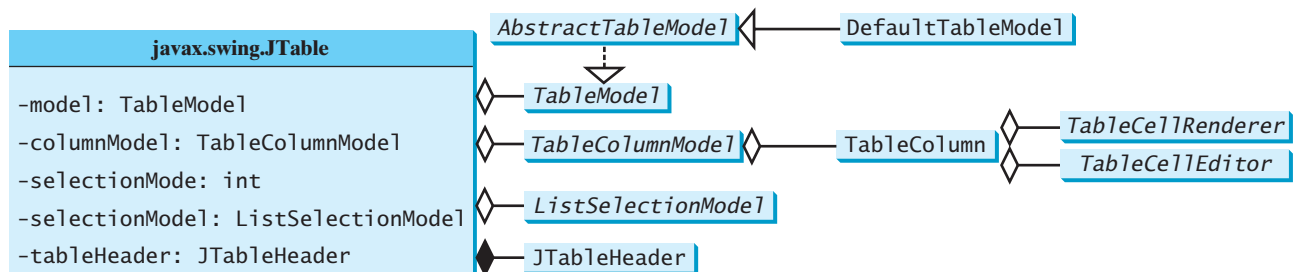 AbstractTableModel
DefaultTableModel
javax.swing.JTable
-model: TableModel
TableModel
-columnModel: TableColumnModel
TableColumnModel
TableColumn
TableCellRenderer
TableCellEditor
-selectionMode: int
-selectionModel: ListSelectionModel
ListSelectionModel
-tableHeader: JTableHeader
JTableHeader